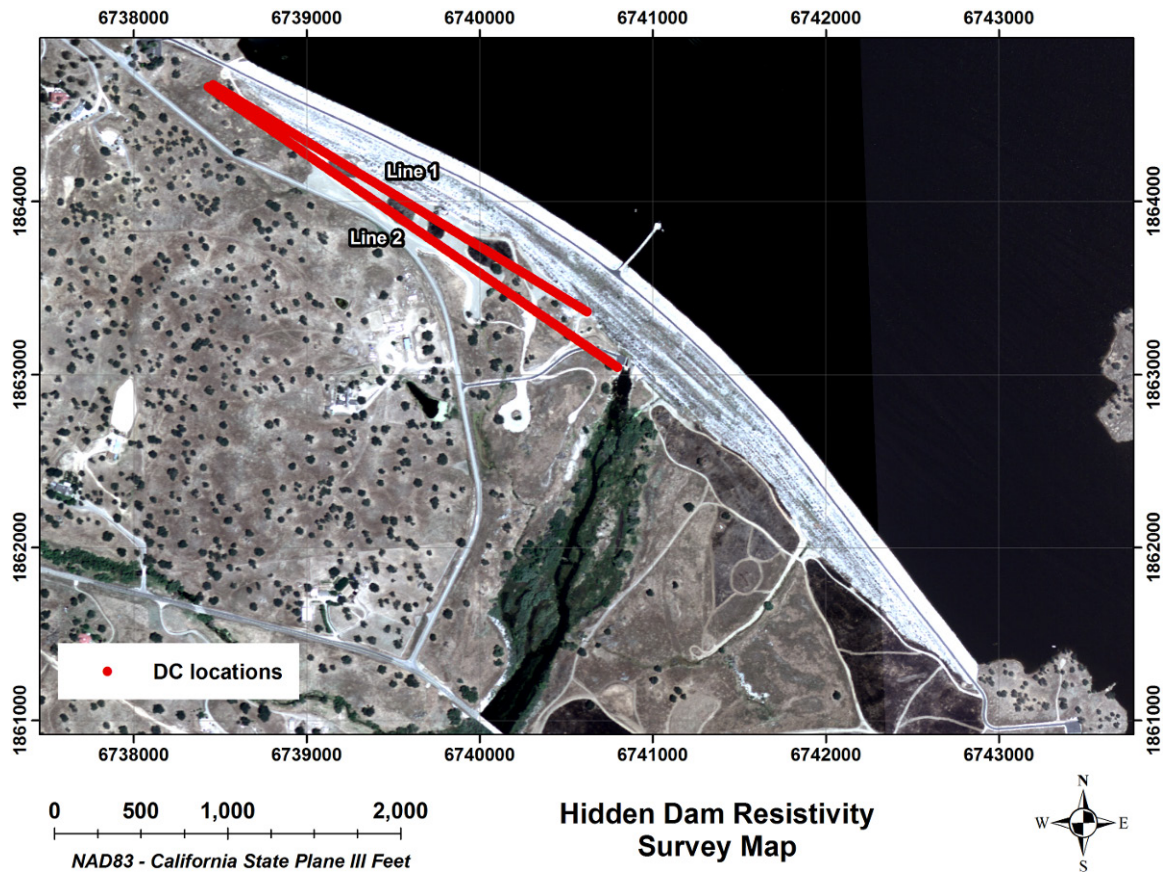 6738000 6739000 6740000 6741000 6742000 6743000
Line 1
1864000 1864000
Line 2
1863000 1863000
1862000 1862000
DC locations
1861000 1861000
6738000 6739000 6740000 6741000 6742000 6743000
0 500 1,000 2,000
NAD83 - California State Plane III Feet
Hidden Dam Resistivity
Survey Map
N
W E
S